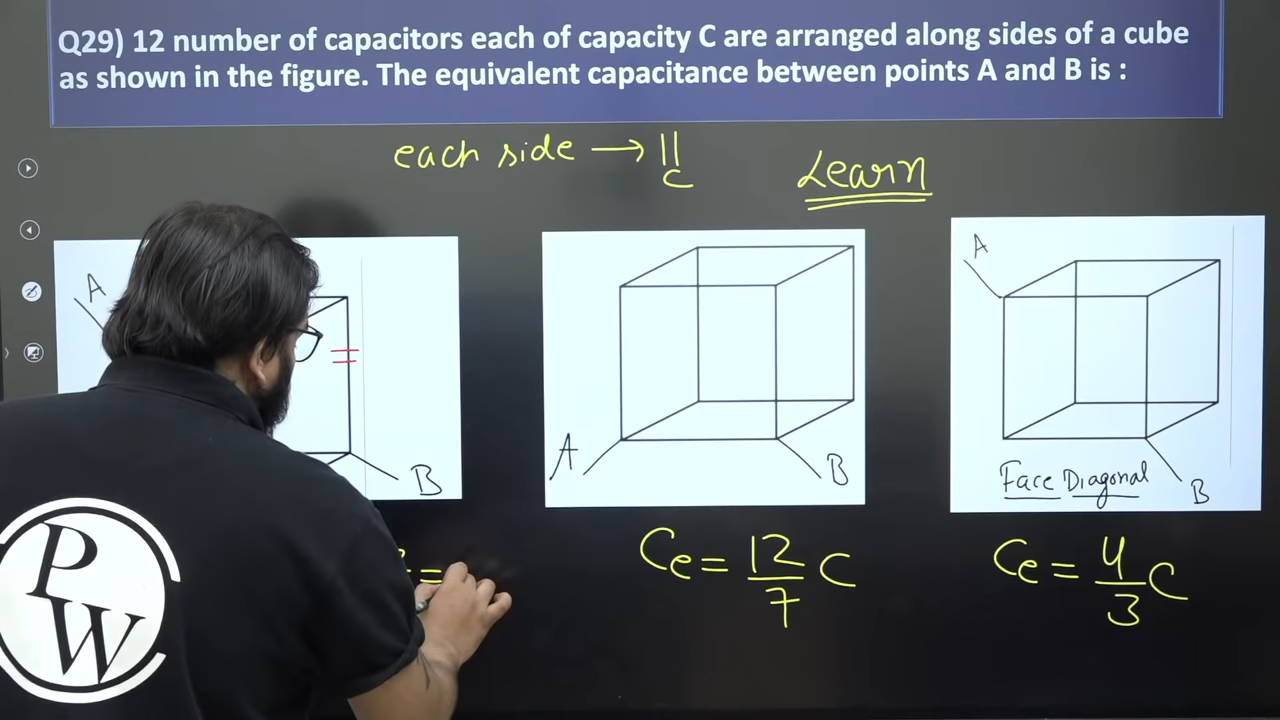 Q29) 12 number of capacitors each of capacity C are arranged along sides of a cube
as shown in the figure. The equivalent capacitance between points A and B is :
each side → ||
C
Learn
A
B
A
B
A
Face Diagonal
B
=
Ce = 12/7 C
Ce = 4/3 C
PW